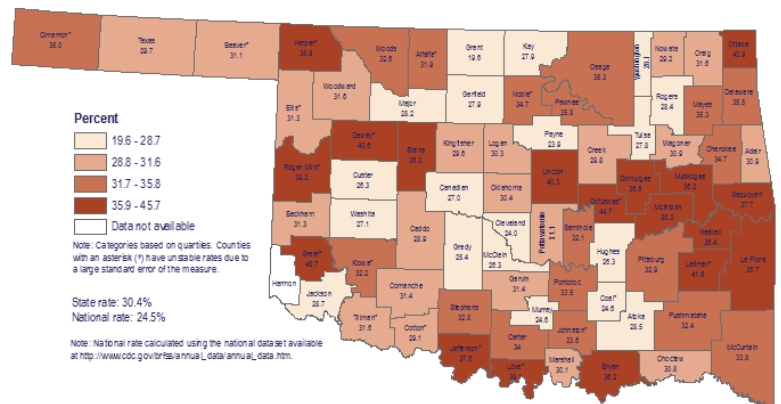 Cimarron*
35.0
Texas
29.7
Beaver*
31.1
Harper*
38.9
Woods
32.6
Alfalfa*
31.9
Grant
19.6
Kay
27.9
Osage
35.3
Washington
28.1
Nowata
29.2
Craig
31.6
Ottawa
40.9
Ellis*
31.3
Woodward
31.6
Major
28.2
Garfield
27.9
Noble*
34.7
Pawnee
35.8
Rogers
28.4
Mayes
35.3
Delaware
35.5
Dewey*
40.6
Blaine
Kingfisher
29.6
Logan
30.3
Payne
23.9
Creek
29.8
Tulsa
27.8
Wagoner
30.9
Cherokee
34.7
Adair
30.9
Roger Mills*
39.2
Custer
26.3
Canadian
27.0
Oklahoma
30.4
Lincoln
40.3
Okfuskee*
44.7
Okmulgee
Muskogee
McIntosh
38.3
Sequoyah
37.7
Beckham
31.3
Washita
27.1
Caddo
28.9
Grady
25.4
Cleveland
24.0
McClain
26.3
Pottawatomie
31.1
Seminole
32.1
Hughes
26.3
Pittsburg
32.9
Haskell
Latimer*
41.6
Le Flore
Harmon
Greer*
45.7
Kiowa*
32.2
Jackson
28.7
Comanche
31.4
Tillman*
31.6
Cotton*
29.1
Stephens
32.8
Garvin
31.4
Murray
24.6
Pontotoc
33.5
Coal*
24.6
Atoka
28.5
Pushmataha
32.4
McCurtain
33.8
Jefferson*
37.6
Carter
34
Love*
Johnston*
33.6
Marshall
30.1
Bryan
36.2
Choctaw
30.8
Percent
19.6 - 28.7
28.8 - 31.6
31.7 - 35.8
35.9 - 45.7
Data not available
Note: Categories based on quartiles. Counties
with an asterisk (*) have unstable rates due to
a large standard error of the measure.
State rate: 30.4%
National rate: 24.5%
Note: National rate calculated using the national dataset available
at http://www.cdc.gov/brfss/annual_data/annual_data.htm.